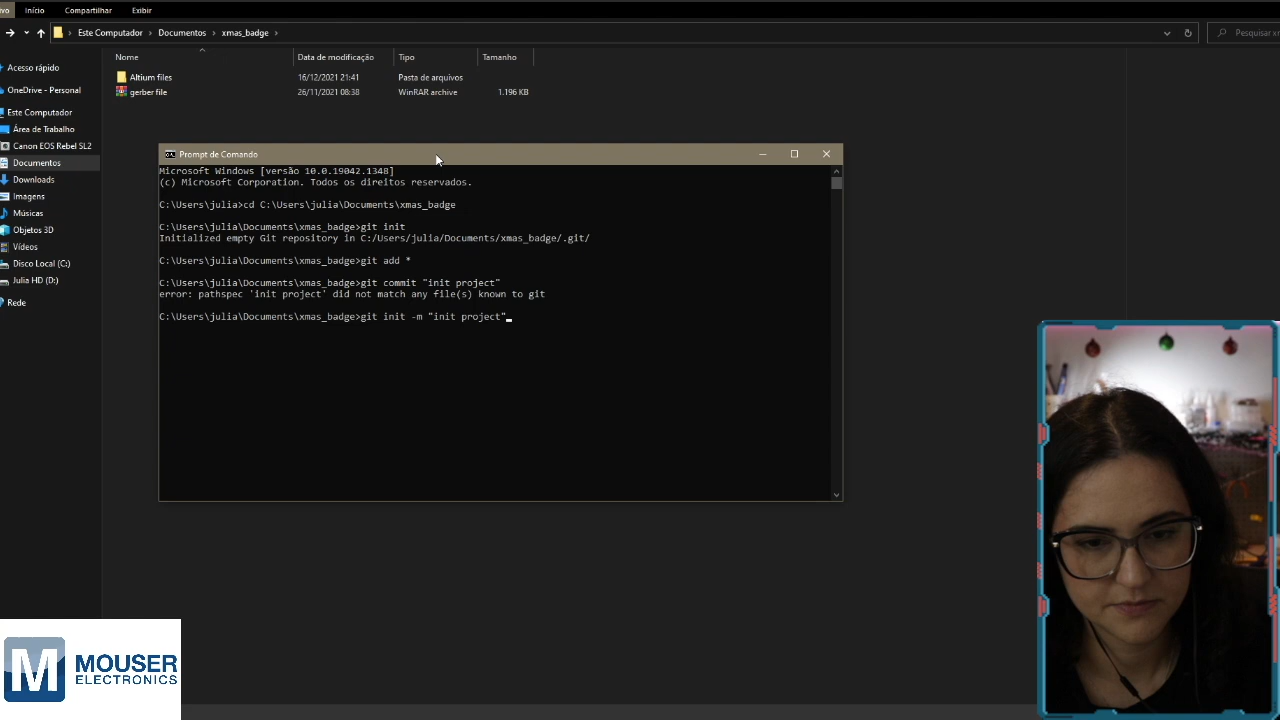 Início
Compartilhar
Exibir
Este Computador
Documentos
xmas_badge
Nome
Data de modificação
Tipo
Tamanho
Altium files
16/12/2021 21:41
Pasta de arquivos
gerber file
26/11/2021 08:38
WinRAR archive
1.196 KB
Acesso rápido
OneDrive - Personal
Este Computador
Área de Trabalho
Canon EOS Rebel SL2
Documentos
Downloads
Imagens
Músicas
Objetos 3D
Vídeos
Disco Local (C:)
Julia HD (D:)
Rede
Prompt de Comando
Microsoft Windows [versão 10.0.19042.1348]
(c) Microsoft Corporation. Todos os direitos reservados.
C:\Users\julia>cd C:\Users\julia\Documents\xmas_badge
C:\Users\julia\Documents\xmas_badge>git init
Initialized empty Git repository in C:/Users/julia/Documents/xmas_badge/.git/
C:\Users\julia\Documents\xmas_badge>git add *
C:\Users\julia\Documents\xmas_badge>git commit "init project"
error: pathspec 'init project' did not match any file(s) known to git
C:\Users\julia\Documents\xmas_badge>git init -m "init project"
M MOUSER
ELECTRONICS